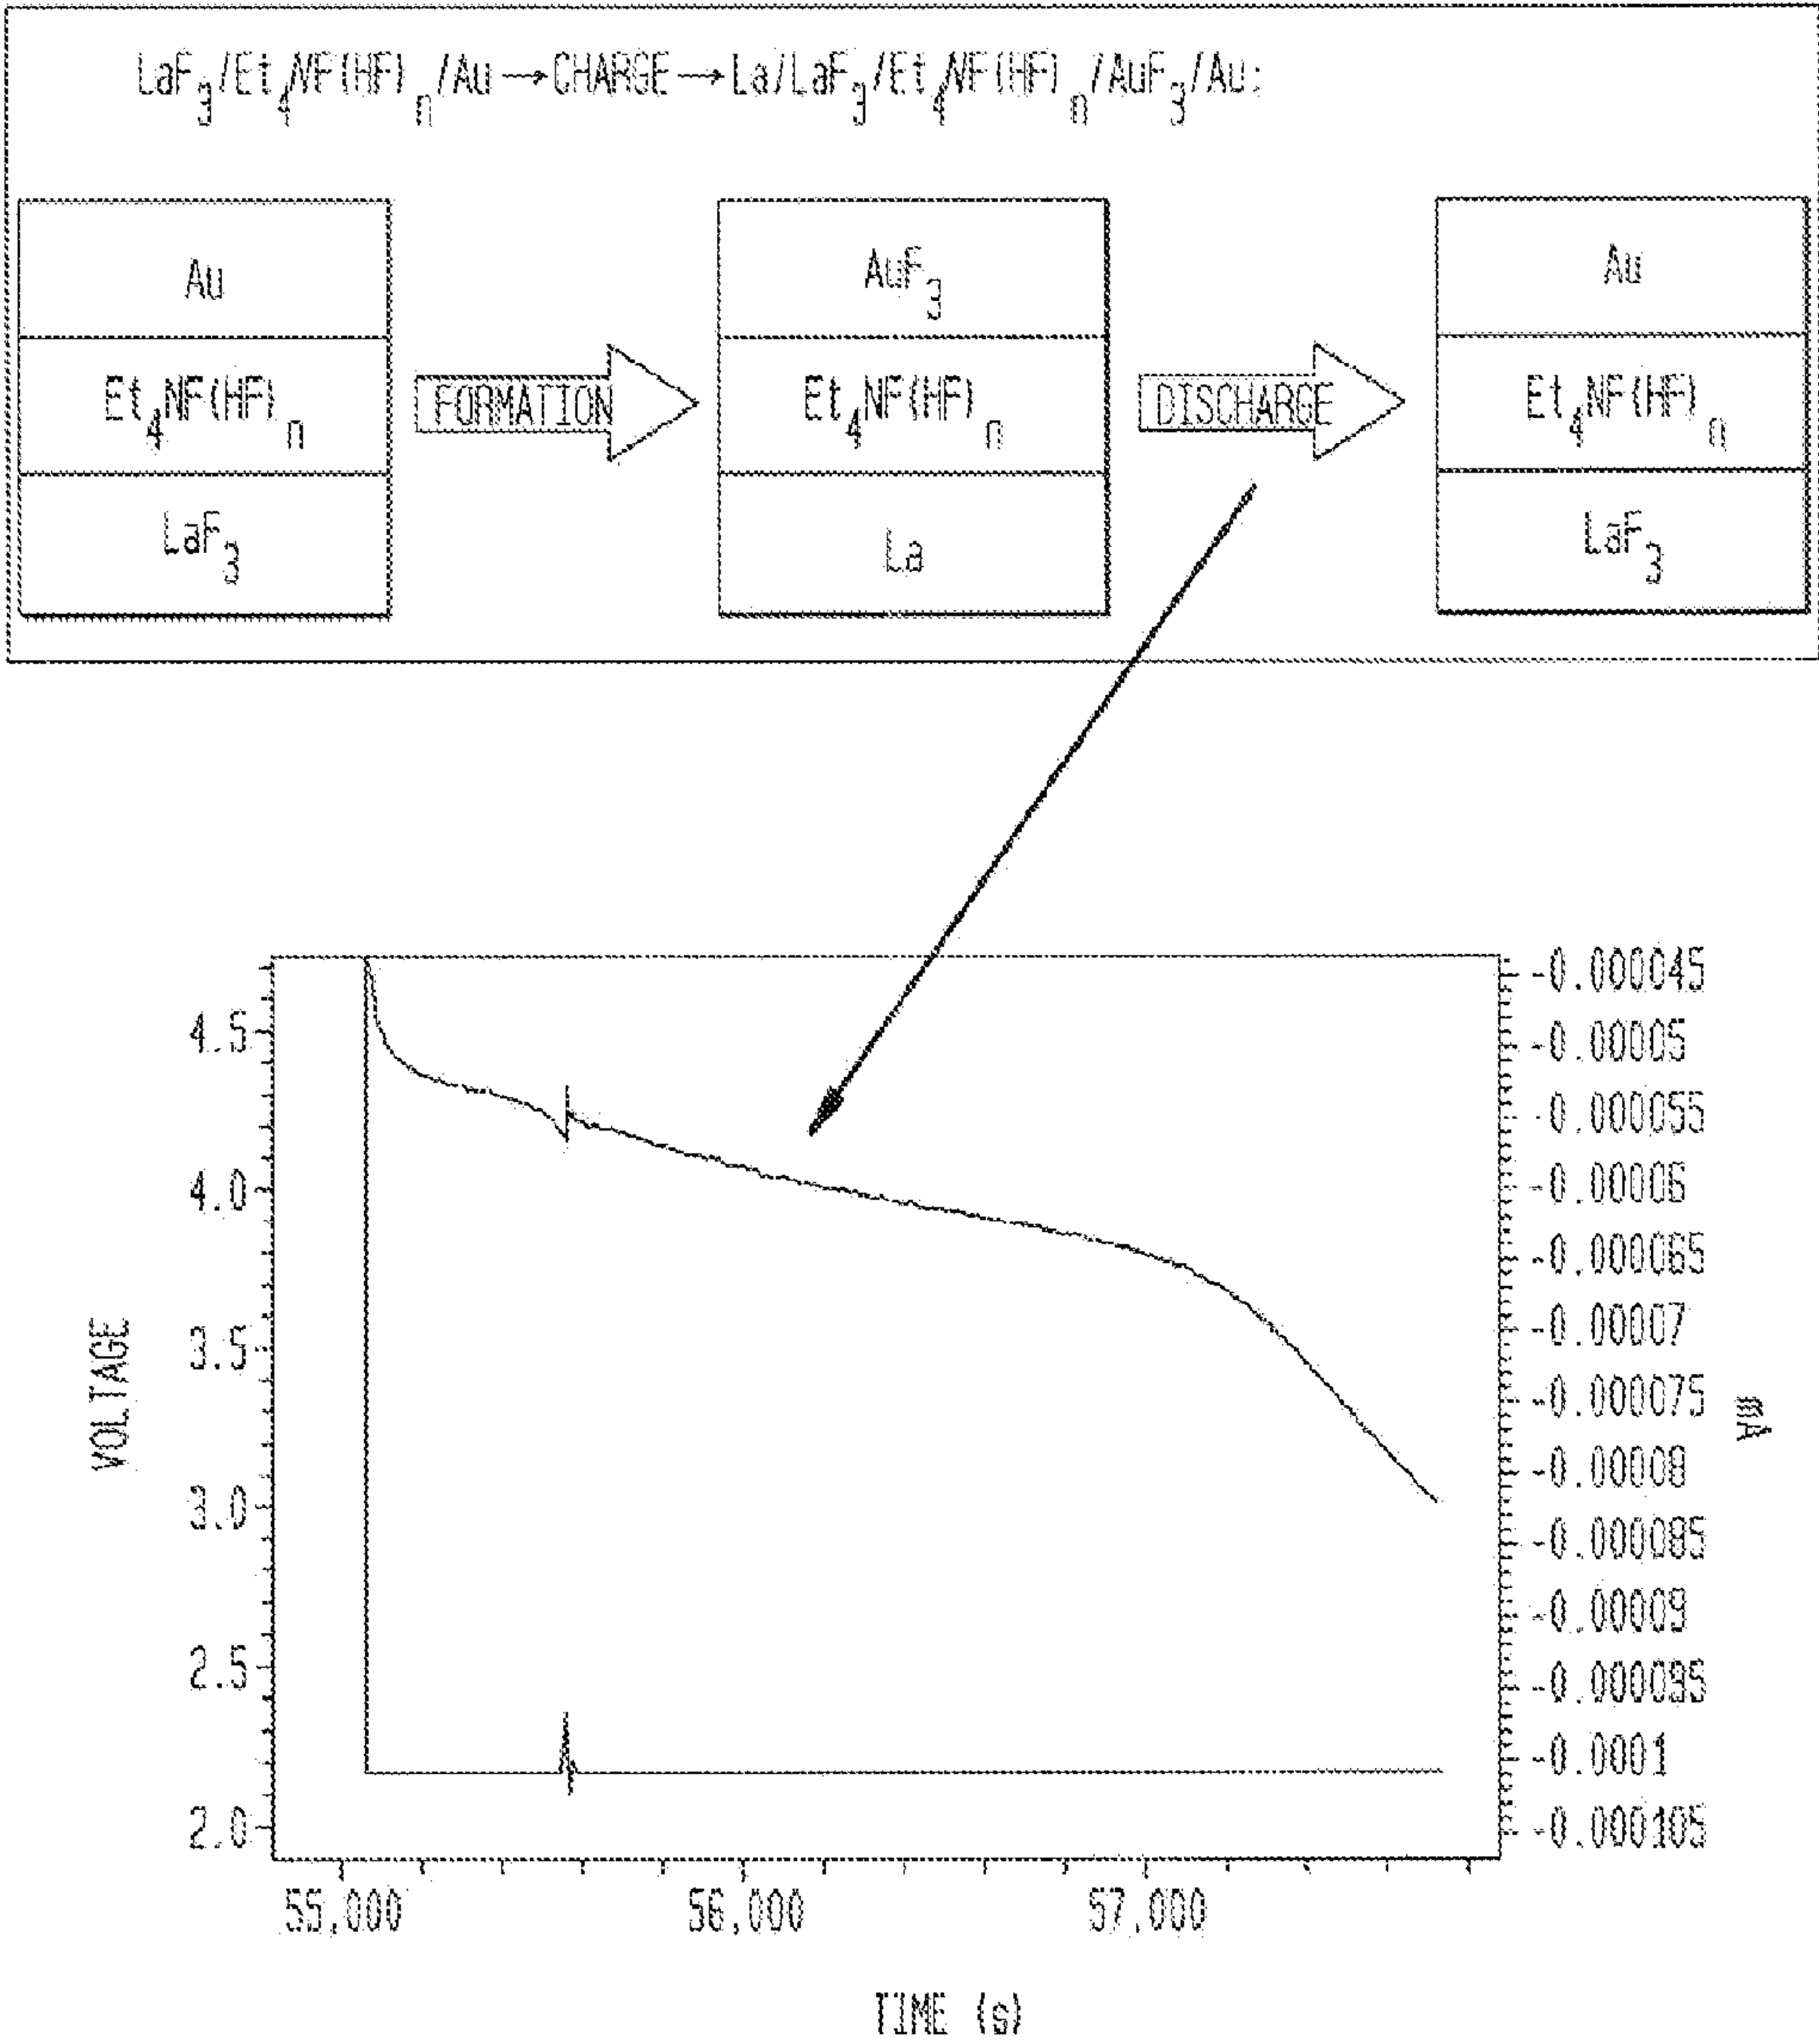 LaF3/Et4NF(HF)n/Au→CHARGE→La/LaF3/Et4NF(HF)n/AuF3/Au:
Au
Et4NF(HF)n
LaF3
FORMATION
AuF3
Et4NF(HF)n
La
DISCHARGE
Au
Et4NF(HF)n
LaF3
VOLTAGE
4.5
4.0
3.5
3.0
2.5
2.0
-0.000045
-0.00005
-0.000055
-0.00006
-0.000065
-0.00007
-0.000075
-0.00008
-0.000085
-0.00009
-0.000095
-0.0001
-0.000105
mA
55,000
56,000
57,000
TIME (s)